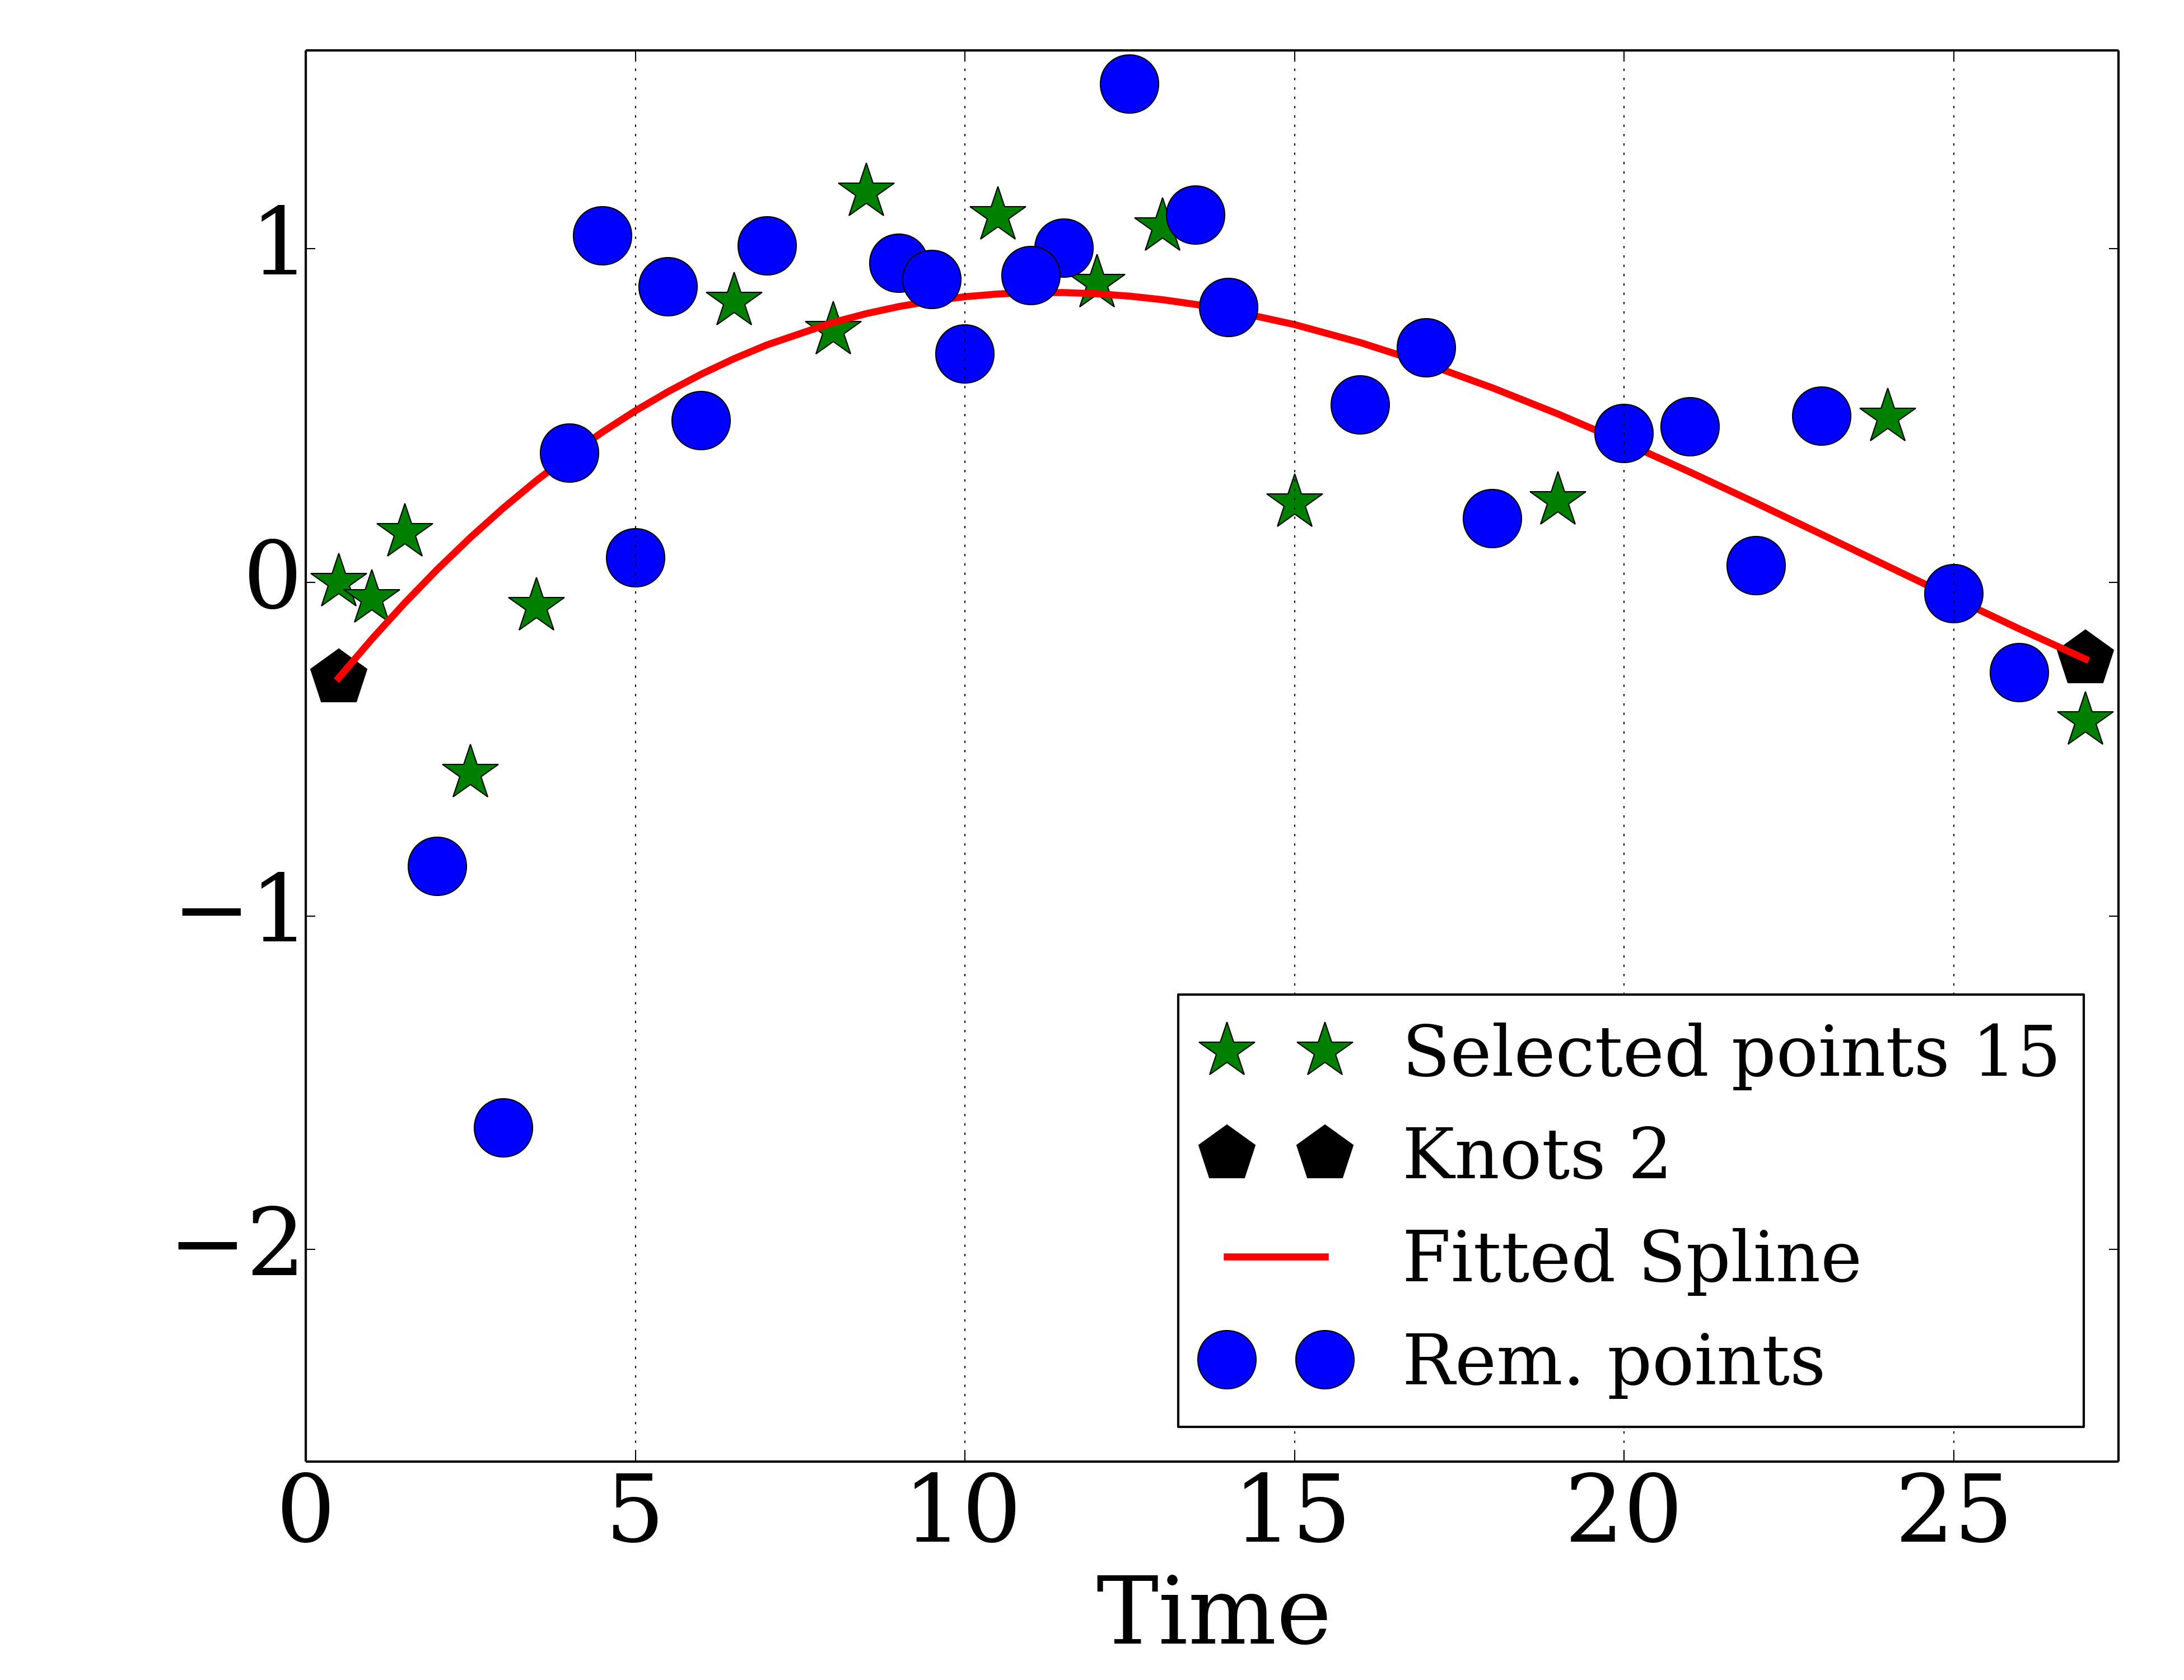 1
0
−1
−2
0 5 10 15 20 25
Time
Selected points 15
Knots 2
Fitted Spline
Rem. points